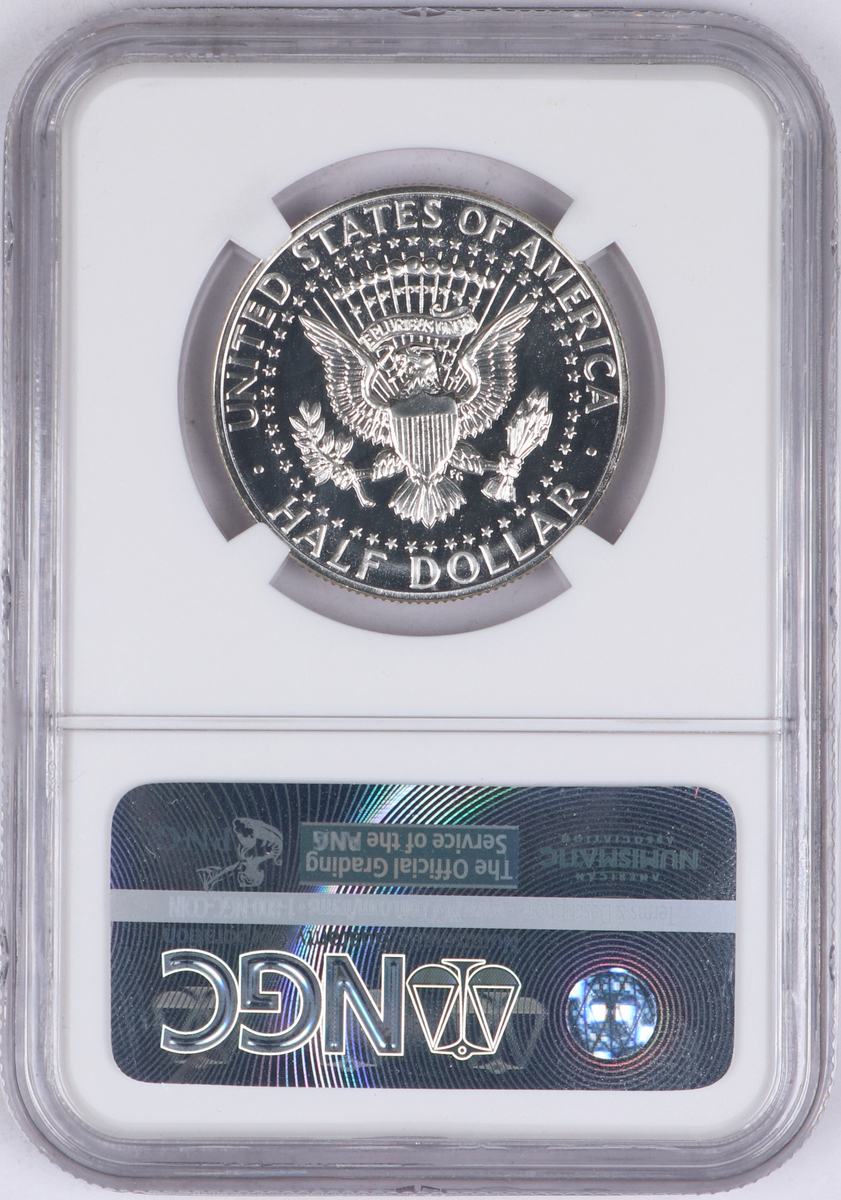 UNITED STATES OF AMERICA
E PLURIBUS UNUM
HALF DOLLAR
NGC
The Official Grading
Service of the
PNG
AMERICAN
NUMISMATIC
ASSOCIATION